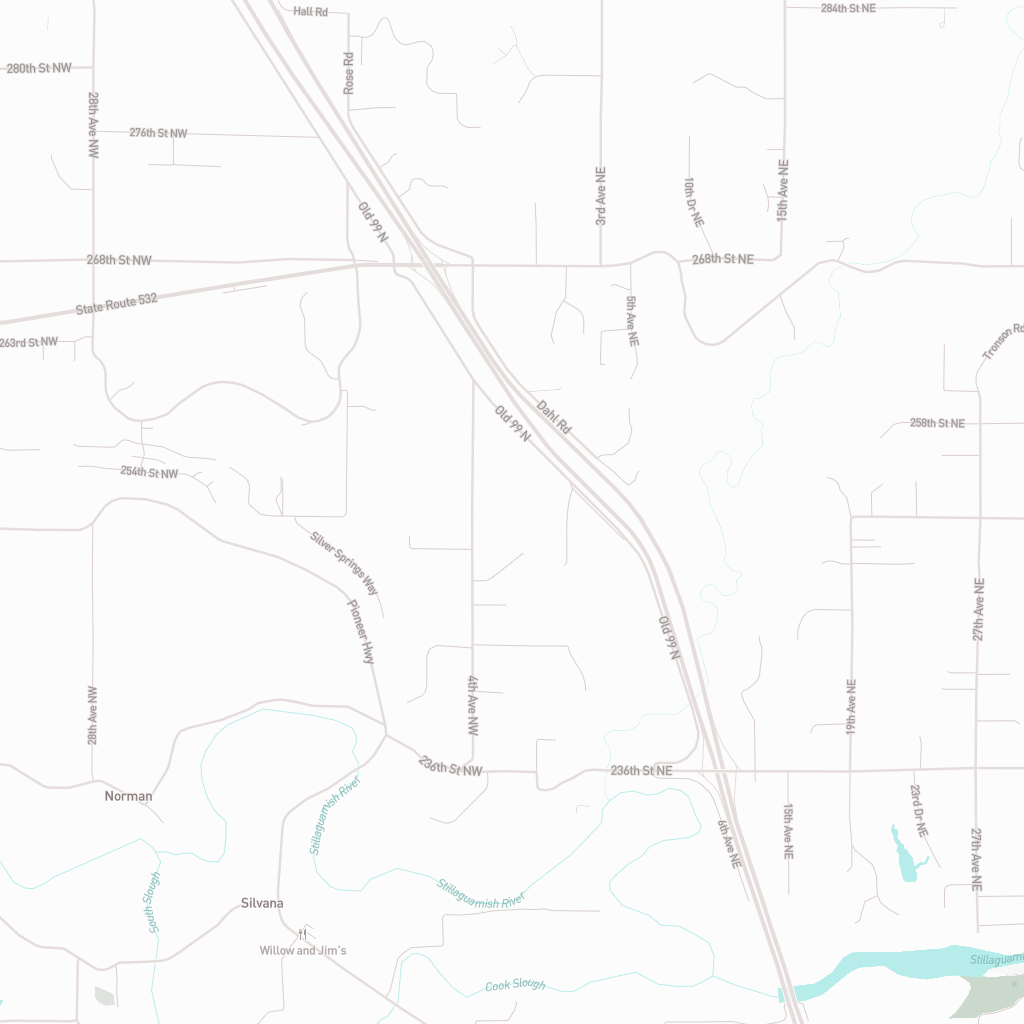 Hall Rd
284th St NE
280th St NW
Rose Rd
28th Ave NW
276th St NW
3rd Ave NE
10th Dr NE
15th Ave NE
Old 99 N
268th St NW
268th St NE
State Route 532
5th Ave NE
263rd St NW
Tronson Rd
Dahl Rd
Old 99 N
258th St NE
254th St NW
Silver Springs Way
Pioneer Hwy
27th Ave NE
Old 99 N
28th Ave NW
4th Ave NW
19th Ave NE
236th St NW
236th St NE
Norman
Stillaguamish River
23rd Dr NE
15th Ave NE
6th Ave NE
27th Ave NE
South Slough
Stillaguamish River
Silvana
Willow and Jim's
Stillaguami
Cook Slough